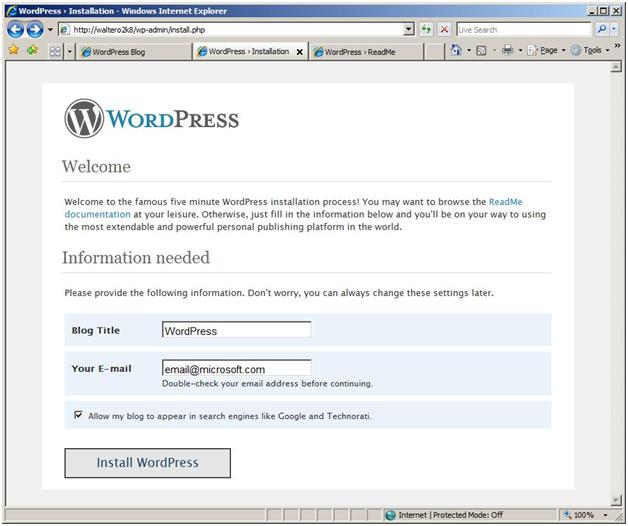 WordPress › Installation - Windows Internet Explorer
http://waltero2k8/wp-admin/install.php
Live Search
WordPress Blog
WordPress › Installation
WordPress › ReadMe
Page
Tools
WORDPRESS
Welcome
Welcome to the famous five minute WordPress installation process! You may want to browse the ReadMe
documentation at your leisure. Otherwise, just fill in the information below and you'll be on your way to using
the most extendable and powerful personal publishing platform in the world.
Information needed
Please provide the following information. Don't worry, you can always change these settings later.
Blog Title WordPress
Your E-mail email@microsoft.com
Double-check your email address before continuing.
Allow my blog to appear in search engines like Google and Technorati.
Install WordPress
Internet | Protected Mode: Off
100%